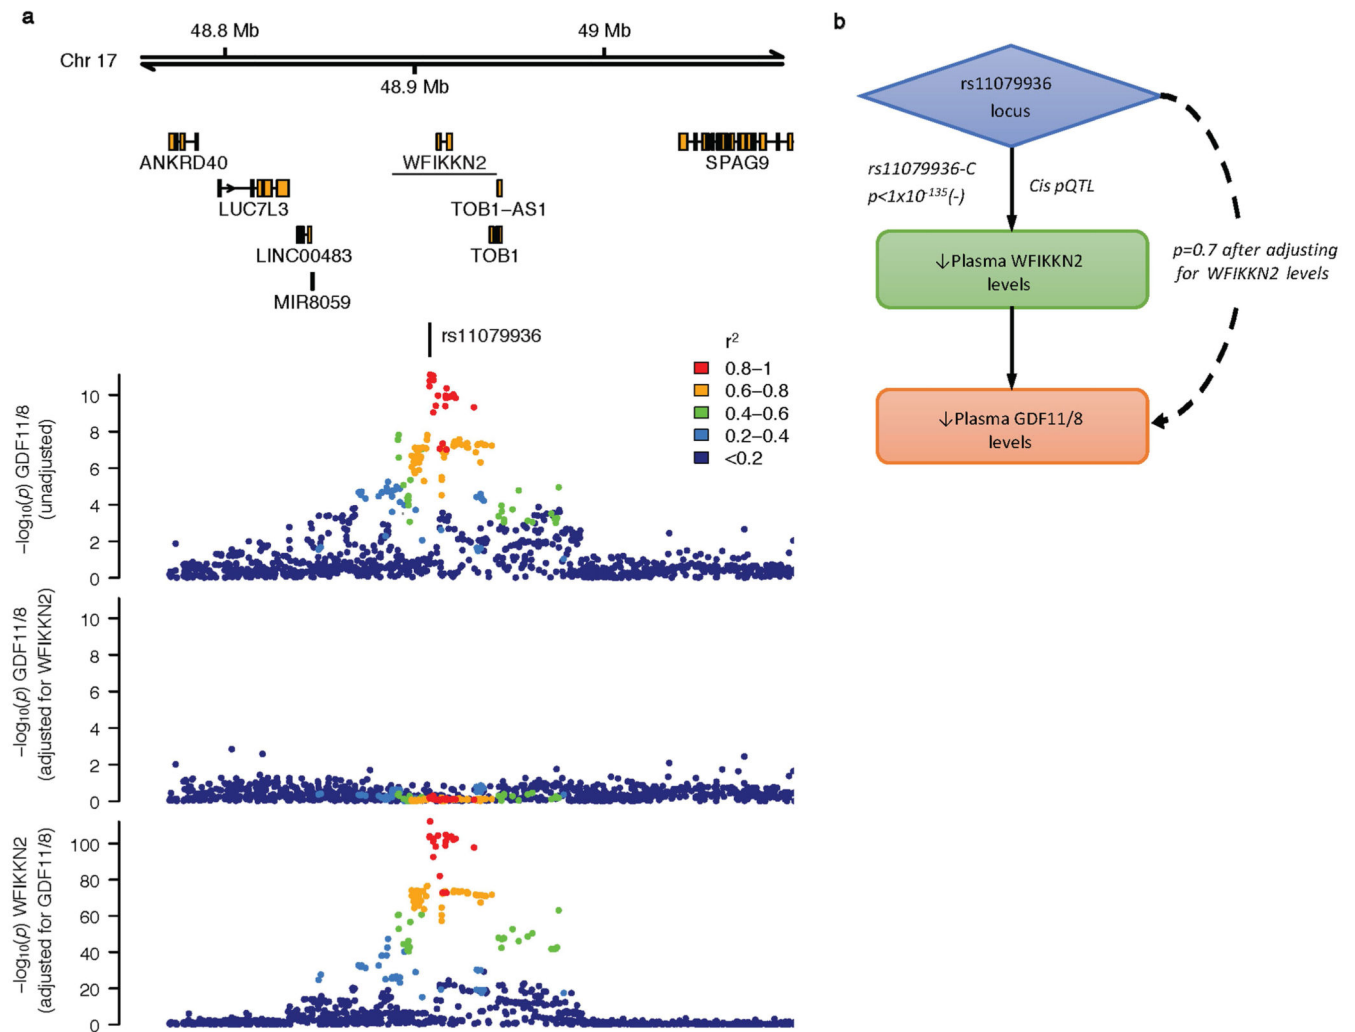 a
48.8 Mb
49 Mb
Chr 17
48.9 Mb
ANKRD40
WFIKKN2
SPAG9
LUC7L3
TOB1−AS1
LINC00483
TOB1
MIR8059
rs11079936
r²
0.8−1
0.6−0.8
0.4−0.6
0.2−0.4
<0.2
−log₁₀(p) GDF11/8
(unadjusted)
10
8
6
4
2
0
−log₁₀(p) GDF11/8
(adjusted for WFIKKN2)
10
8
6
4
2
0
−log₁₀(p) WFIKKN2
(adjusted for GDF11/8)
100
80
60
40
20
0
b
rs11079936
locus
rs11079936-C
p<1x10⁻¹³⁵(-)
Cis pQTL
↓Plasma WFIKKN2
levels
p=0.7 after adjusting
for WFIKKN2 levels
↓Plasma GDF11/8
levels